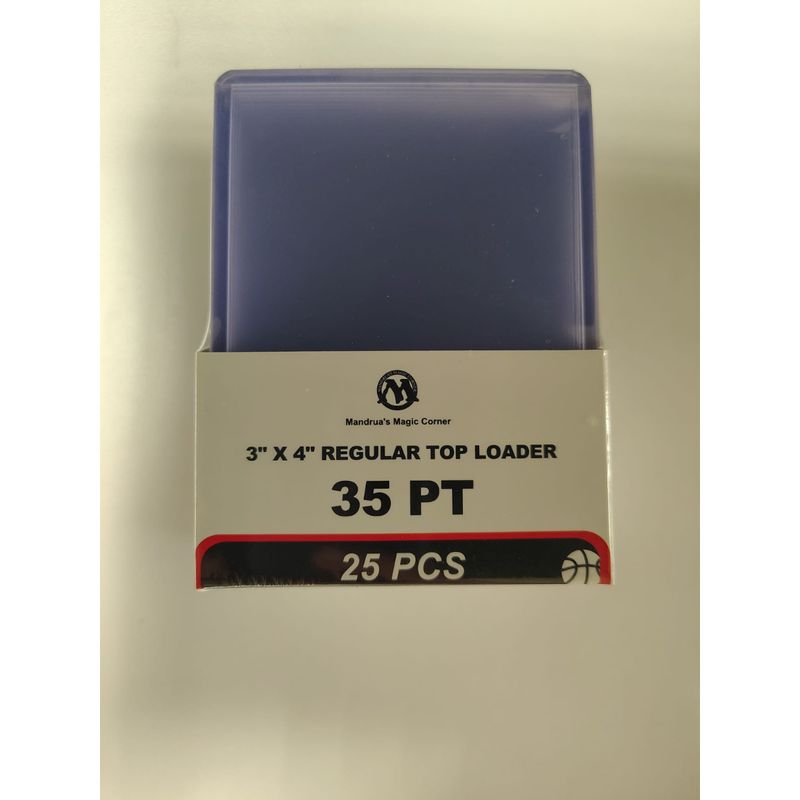 M
Mandrua's Magic Corner
3" X 4" REGULAR TOP LOADER
35 PT
25 PCS